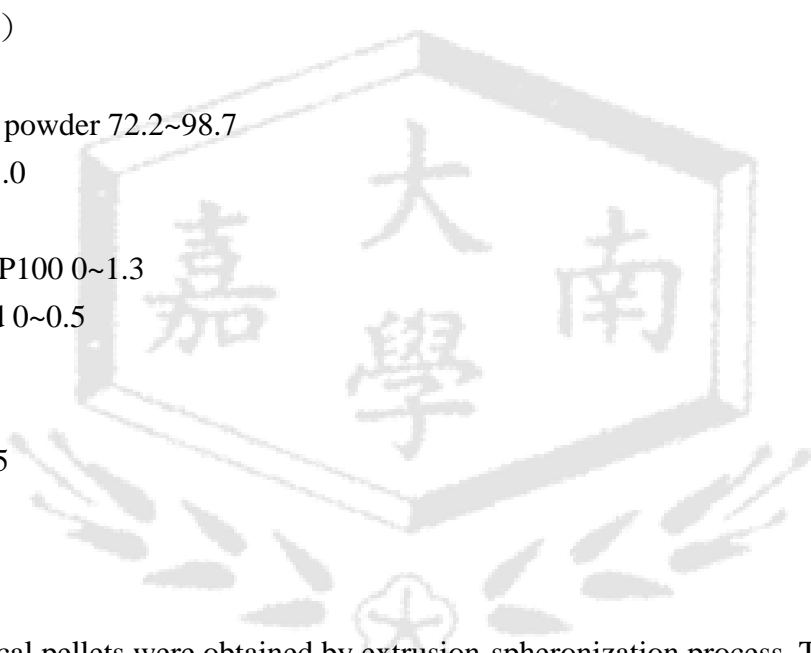 )
powder 72.2~98.7
.0
P100 0~1.3
0~0.5
5
大
嘉 南
學
cal pellets were obtained by extrusion-spheronization process. T